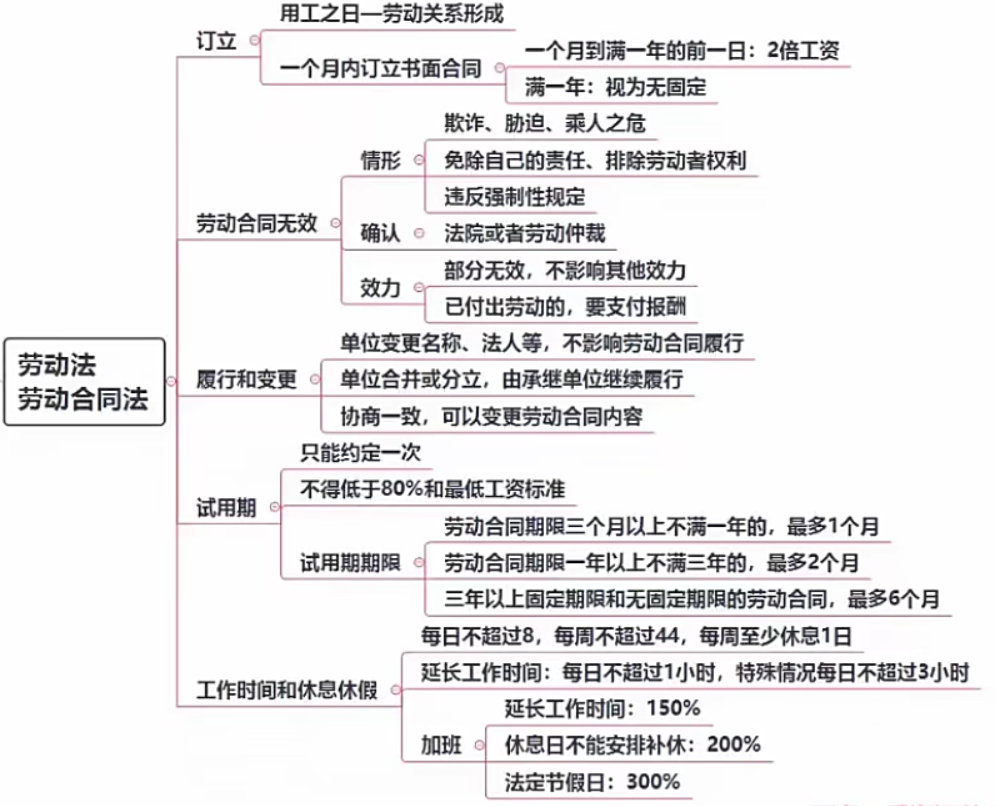 劳动法
劳动合同法
订立
用工之日—劳动关系形成
一个月内订立书面合同
一个月到满一年的前一日：2倍工资
满一年：视为无固定
劳动合同无效
情形
欺诈、胁迫、乘人之危
免除自己的责任、排除劳动者权利
违反强制性规定
确认
法院或者劳动仲裁
效力
部分无效，不影响其他效力
已付出劳动的，要支付报酬
履行和变更
单位变更名称、法人等，不影响劳动合同履行
单位合并或分立，由承继单位继续履行
协商一致，可以变更劳动合同内容
试用期
只能约定一次
不得低于80%和最低工资标准
试用期期限
劳动合同期限三个月以上不满一年的，最多1个月
劳动合同期限一年以上不满三年的，最多2个月
三年以上固定期限和无固定期限的劳动合同，最多6个月
工作时间和休息休假
每日不超过8，每周不超过44，每周至少休息1日
延长工作时间：每日不超过1小时，特殊情况每日不超过3小时
加班
延长工作时间：150%
休息日不能安排补休：200%
法定节假日：300%